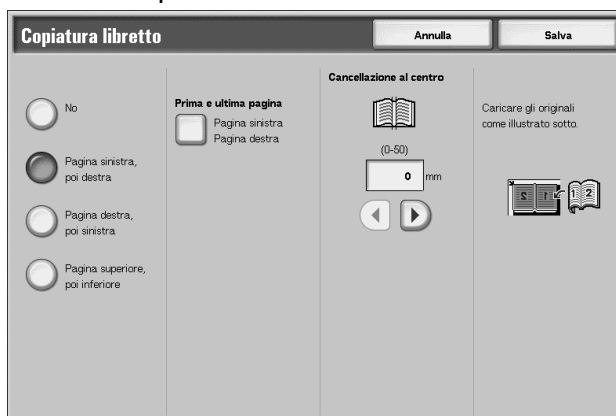 Copiatura libretto
Annulla
Salva
No
Pagina sinistra,
poi destra
Pagina destra,
poi sinistra
Pagina superiore,
poi inferiore
Prima e ultima pagina
Pagina sinistra
Pagina destra
Cancellazione al centro
(0-50)
0 mm
Caricare gli originali
come illustrato sotto.
2 1 1 2